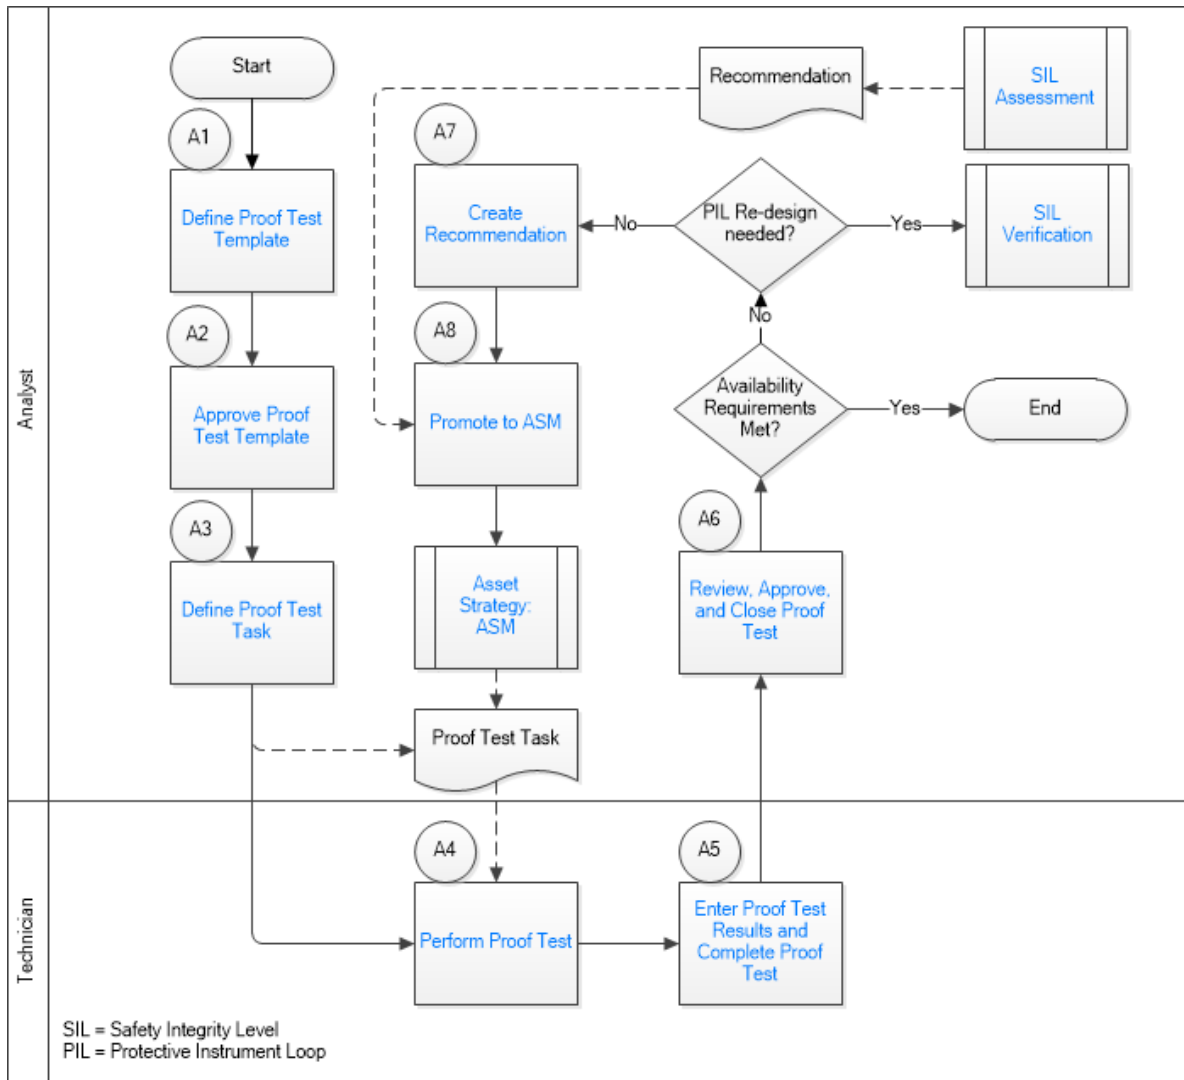 Start
A1
Define Proof Test
Template
A2
Approve Proof
Test Template
A3
Define Proof Test
Task
A7
Create
Recommendation
A8
Promote to ASM
Asset
Strategy:
ASM
Proof Test Task
Recommendation
SIL
Assessment
PIL Re-design
needed?
No
Yes
SIL
Verification
No
Availability
Requirements
Met?
Yes
End
A6
Review, Approve,
and Close Proof
Test
Analyst
A4
Perform Proof Test
A5
Enter Proof Test
Results and
Complete Proof
Test
Technician
SIL = Safety Integrity Level
PIL = Protective Instrument Loop